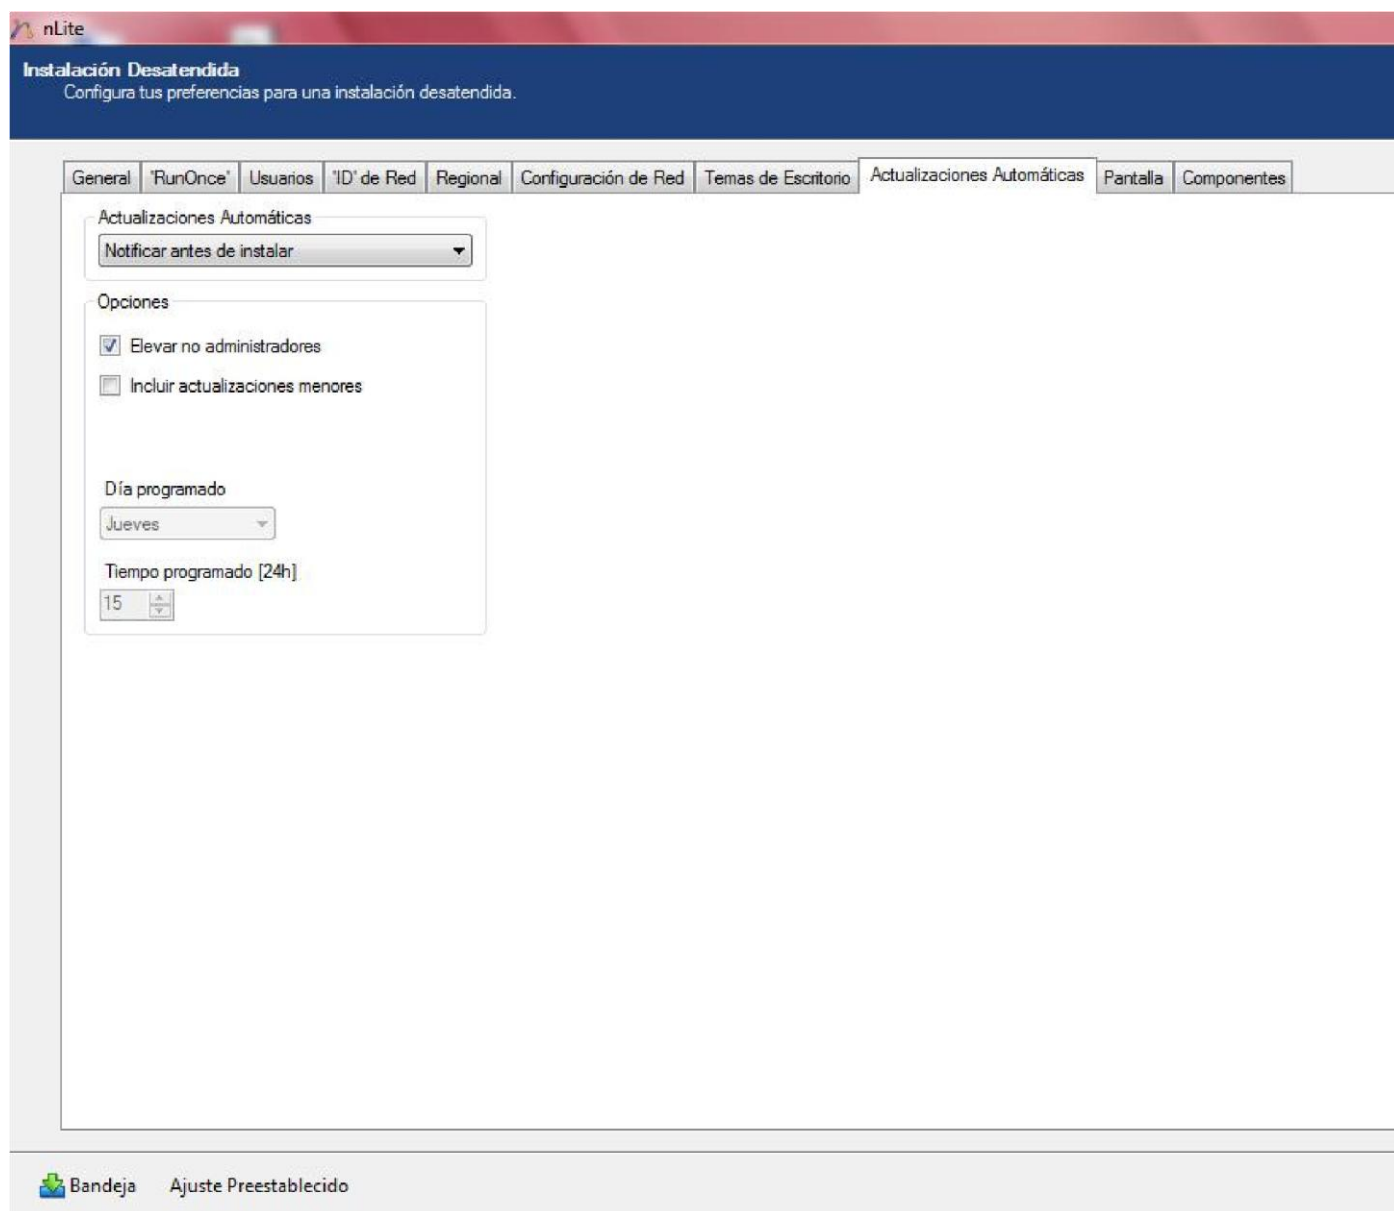 nLite
Instalación Desatendida
Configura tus preferencias para una instalación desatendida.
General 'RunOnce' Usuarios 'ID' de Red Regional Configuración de Red Temas de Escritorio Actualizaciones Automáticas Pantalla Componentes
Actualizaciones Automáticas
Notificar antes de instalar
Opciones
Elevar no administradores
Incluir actualizaciones menores
Día programado
Jueves
Tiempo programado [24h]
15
Bandeja Ajuste Preestablecido